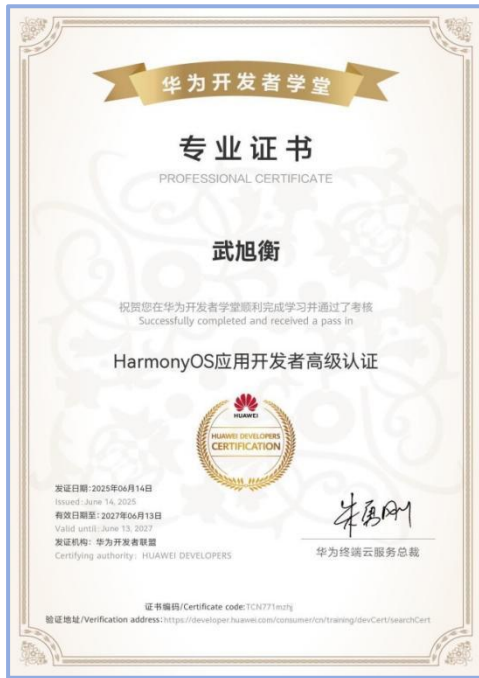 华为开发者学堂
专业证书
PROFESSIONAL CERTIFICATE
武旭衡
祝贺您在华为开发者学堂顺利完成学习并通过了考核
Successfully completed and received a pass in
HarmonyOS应用开发者高级认证
HUAWEI
HUAWEI DEVELOPERS
CERTIFICATION
发证日期:2025年06月14日
Issued: June 14, 2025
有效日期至: 2027年06月13日
Valid until: June 13, 2027
发证机构: 华为开发者联盟
Certifying authority: HUAWEI DEVELOPERS
朱勇刚
华为终端云服务总裁
证书编码/Certificate code:TCN771mzhj
验证地址/Verification address:https://developer.huawei.com/consumer/cn/training/devCert/searchCert